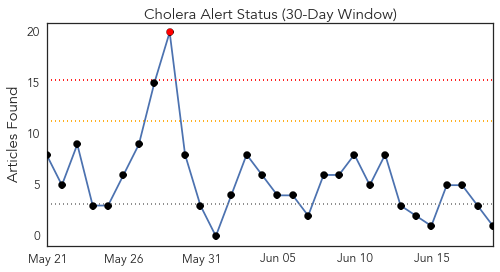 Cholera Alert Status (30-Day Window)
Articles Found
20
15
10
5
0
May 21 May 26 May 31 Jun 05 Jun 10 Jun 15